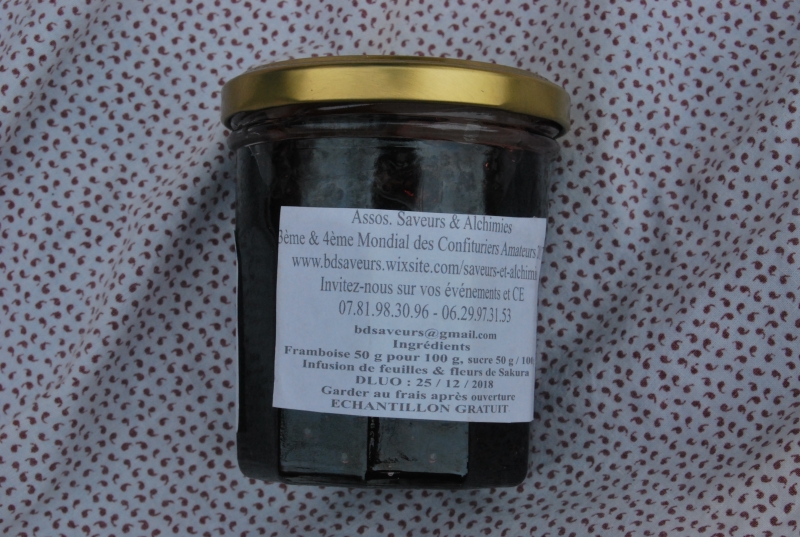 Assos. Saveurs & Alchimies
3ème & 4ème Mondial des Confituriers Amateurs
www.bdsaveurs.wixsite.com/saveurs-et-alchimi
Invitez-nous sur vos événements et CE
07.81.98.30.96 - 06.29.97.31.53
bdsaveurs@gmail.com
Ingrédients
Framboise 50 g pour 100 g, sucre 50 g / 100
Infusion de feuilles & fleurs de Sakura
DLUO : 25 / 12 / 2018
Garder au frais après ouverture
ECHANTILLON GRATUIT